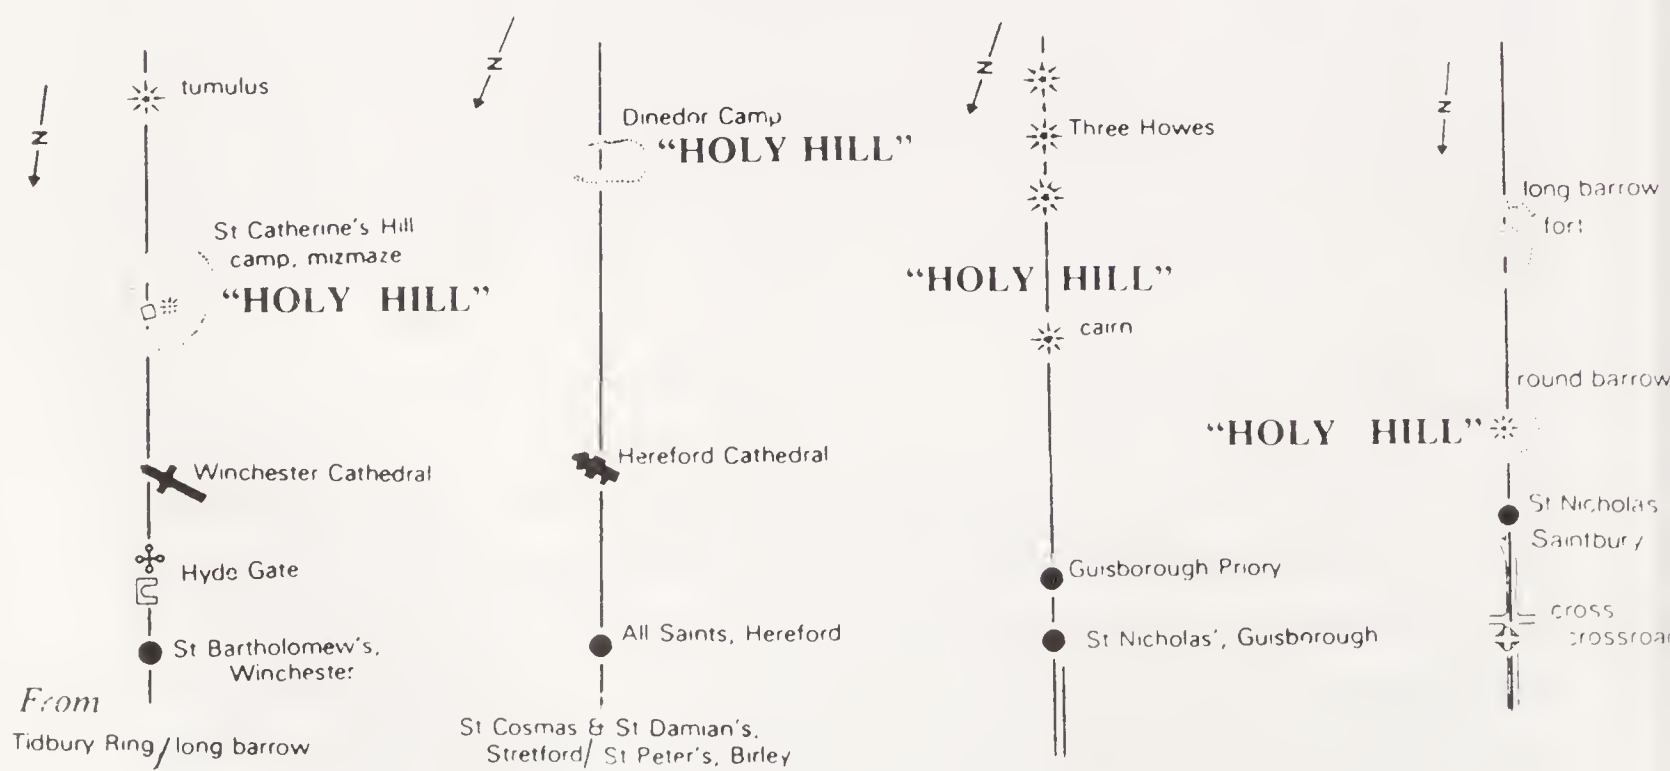 N
tumulus
St Catherine's Hill
camp, mizmaze
“HOLY HILL”
Winchester Cathedral
Hyde Gate
St Bartholomew's,
Winchester
From
Tidbury Ring/long barrow
N
Dinedor Camp
“HOLY HILL”
Hereford Cathedral
All Saints, Hereford
St Cosmas & St Damian's,
Stretford/ St Peter's, Birley
N
Three Howes
“HOLY HILL”
cairn
Guisborough Priory
St Nicholas', Guisborough
N
long barrow
fort
round barrow
“HOLY HILL”
St Nicholas
Saintbury
cross